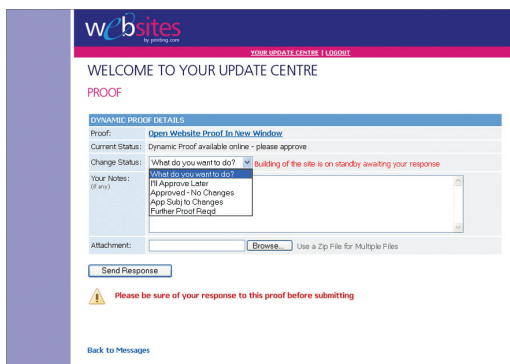 websites
by printing.com
YOUR UPDATE CENTRE | LOGOUT
WELCOME TO YOUR UPDATE CENTRE
PROOF
DYNAMIC PROOF DETAILS
Proof: Open Website Proof In New Window
Current Status: Dynamic Proof available online - please approve
Change Status: What do you want to do? Building of the site is on standby awaiting your response
What do you want to do?
I'll Approve Later
Approved - No Changes
App Subj to Changes
Further Proof Reqd
Your Notes:
(if any)
Attachment: Browse... Use a Zip File for Multiple Files
Send Response
Please be sure of your response to this proof before submitting
Back to Messages